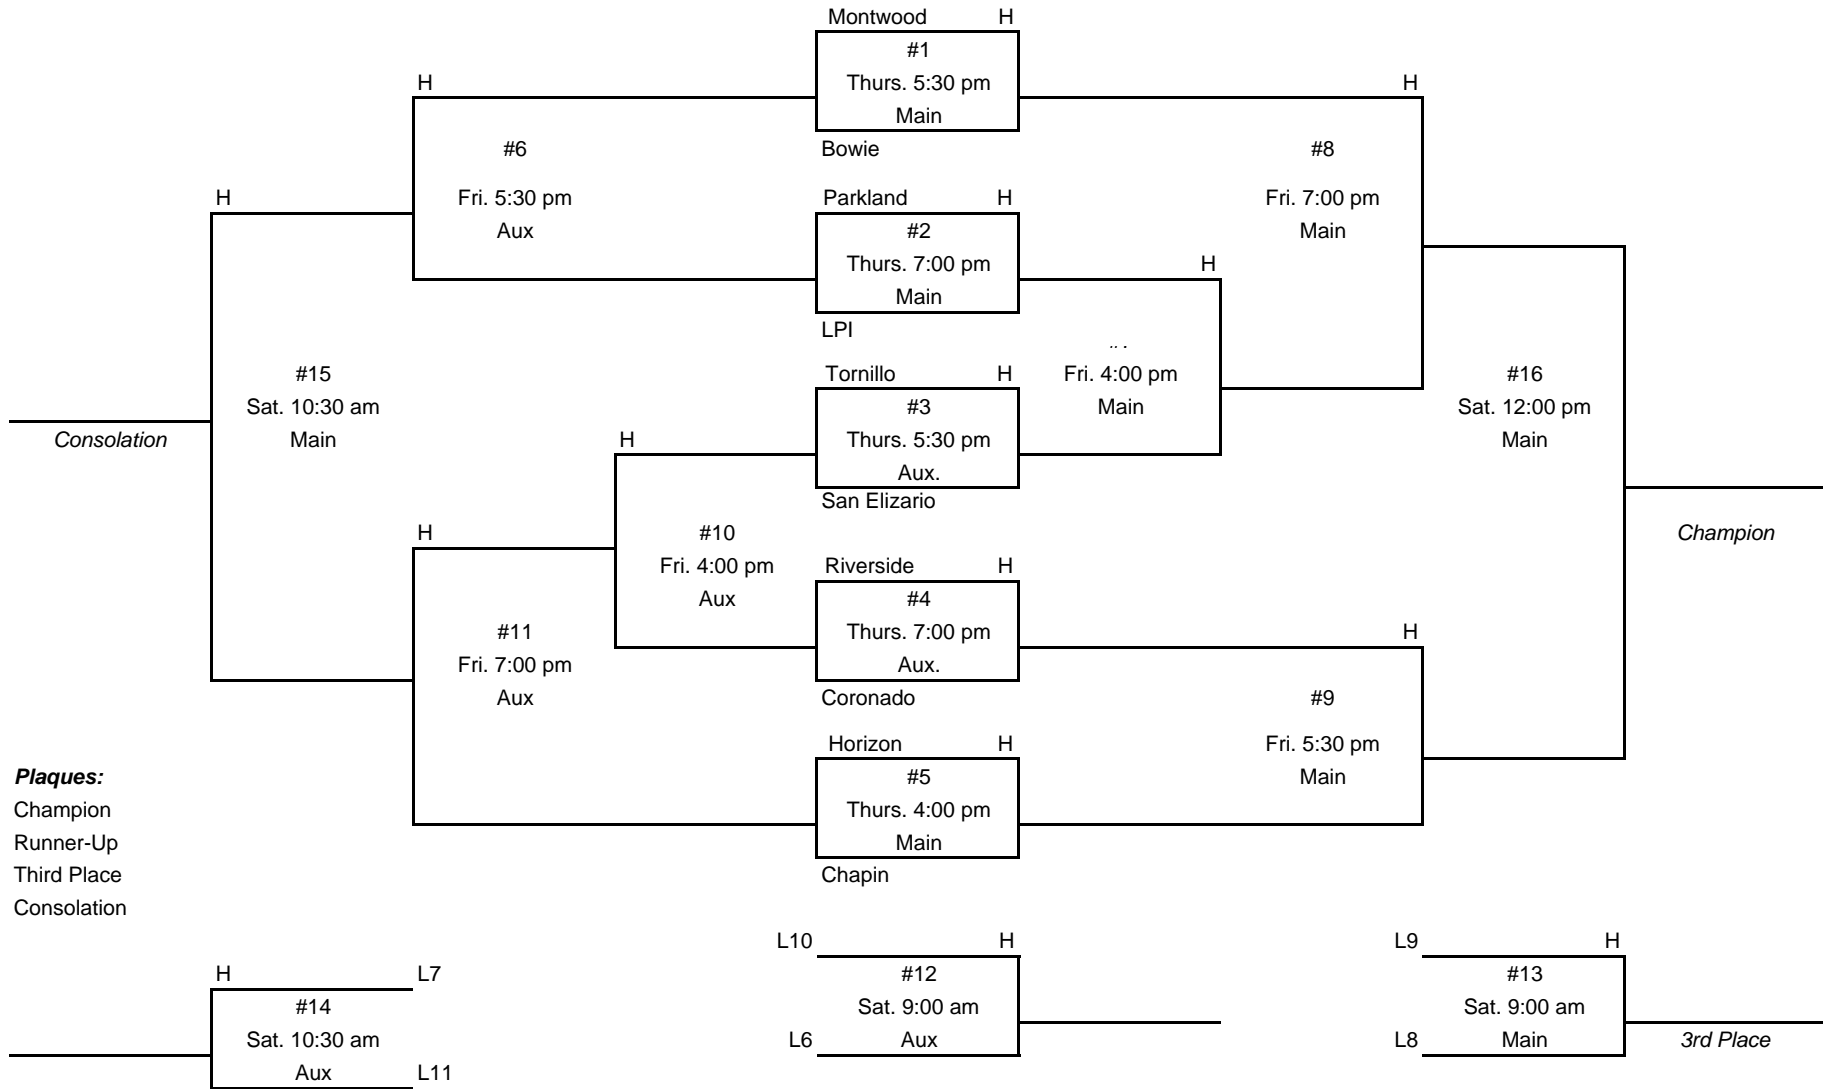 Montwood H
#1
H Thurs. 5:30 pm H
Main
#6 Bowie #8
H Fri. 5:30 pm Parkland H Fri. 7:00 pm
Aux #2 Main
Thurs. 7:00 pm H
Main
LPI
#15 Tornillo H Fri. 4:00 pm #16
Sat. 10:30 am #3 Main Sat. 12:00 pm
Consolation Main H Thurs. 5:30 pm Main
Aux.
San Elizario
H #10 Champion
Fri. 4:00 pm Riverside H
Aux #4
#11 Thurs. 7:00 pm H
Fri. 7:00 pm Aux.
Aux Coronado #9
Horizon H Fri. 5:30 pm
Plaques: #5 Main
Champion Thurs. 4:00 pm
Runner-Up Main
Third Place Chapin
Consolation
L10 H L9 H
H L7 #12 #13
#14 Sat. 9:00 am Sat. 9:00 am
Sat. 10:30 am L6 Aux L8 Main 3rd Place
Aux L11